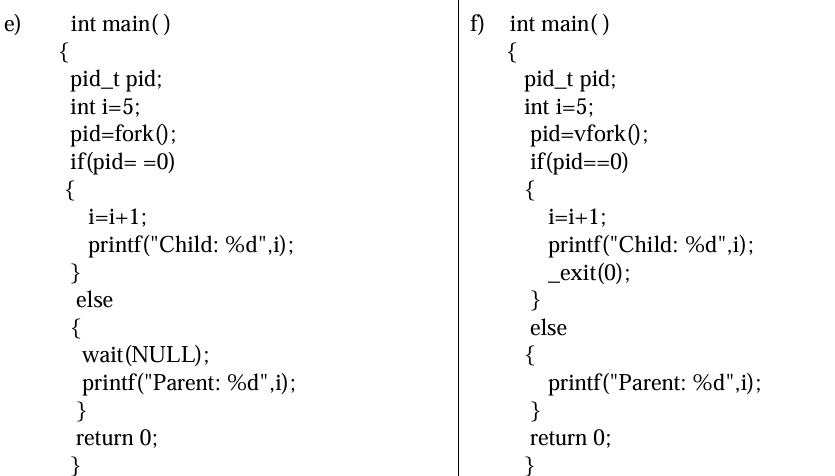 e) int main( )
{
pid_t pid;
int i=5;
pid=fork();
if(pid= =0)
{
i=i+1;
printf("Child: %d",i);
}
else
{
wait(NULL);
printf("Parent: %d",i);
}
return 0;
}
f) int main( )
{
pid_t pid;
int i=5;
pid=vfork();
if(pid==0)
{
i=i+1;
printf("Child: %d",i);
_exit(0);
}
else
{
printf("Parent: %d",i);
}
return 0;
}